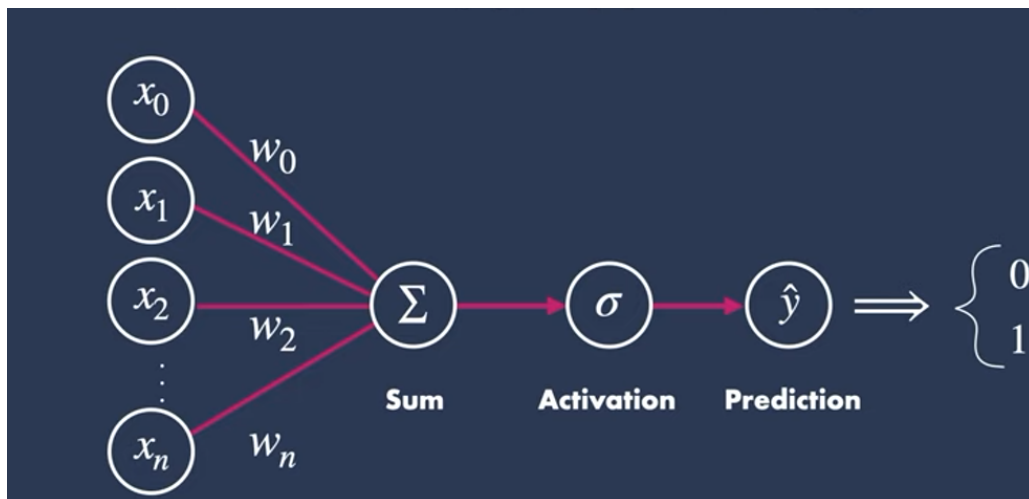 x₀
w₀
x₁
w₁
x₂
w₂
⋮
xₙ
wₙ
Σ
σ
ŷ
⟹
{
0
1
Sum
Activation
Prediction